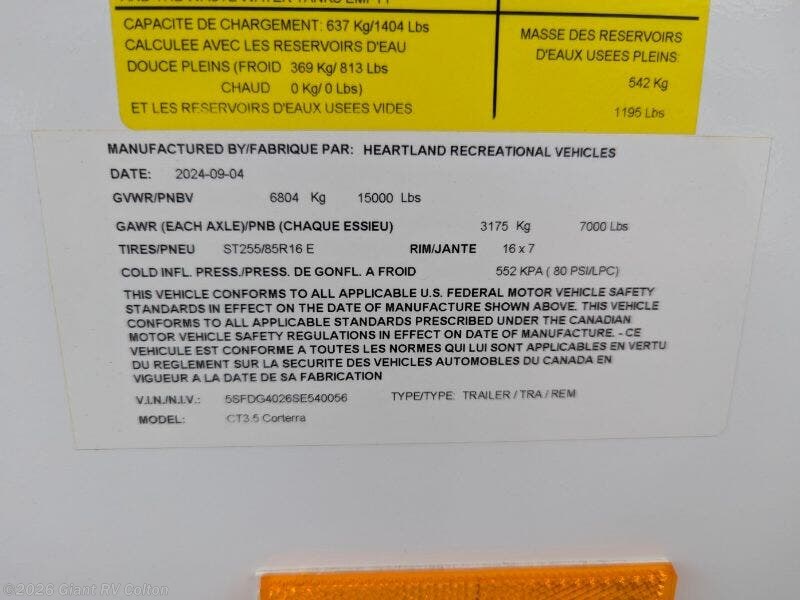 CAPACITE DE CHARGEMENT: 637 Kg/1404 Lbs
CALCULEE AVEC LES RESERVOIRS D'EAU
DOUCE PLEINS (FROID 369 Kg/ 813 Lbs
CHAUD 0 Kg/ 0 Lbs)
ET LES RESERVOIRS D'EAUX USEES VIDES.
MASSE DES RESERVOIRS
D'EAUX USEES PLEINS:
542 Kg
1195 Lbs
MANUFACTURED BY/FABRIQUE PAR: HEARTLAND RECREATIONAL VEHICLES
DATE: 2024-09-04
GVWR/PNBV 6804 Kg 15000 Lbs
GAWR (EACH AXLE)/PNB (CHAQUE ESSIEU) 3175 Kg 7000 Lbs
TIRES/PNEU ST255/85R16 E RIM/JANTE 16 x 7
COLD INFL. PRESS./PRESS. DE GONFL. A FROID 552 KPA ( 80 PSI/LPC)
THIS VEHICLE CONFORMS TO ALL APPLICABLE U.S. FEDERAL MOTOR VEHICLE SAFETY
STANDARDS IN EFFECT ON THE DATE OF MANUFACTURE SHOWN ABOVE. THIS VEHICLE
CONFORMS TO ALL APPLICABLE STANDARDS PRESCRIBED UNDER THE CANADIAN
MOTOR VEHICLE SAFETY REGULATIONS IN EFFECT ON DATE OF MANUFACTURE. - CE
VEHICULE EST CONFORME A TOUTES LES NORMES QUI LUI SONT APPLICABLES EN VERTU
DU REGLEMENT SUR LA SECURITE DES VEHICLES AUTOMOBILES DU CANADA EN
VIGUEUR A LA DATE DE SA FABRICATION
V.I.N./N.I.V.: 5SFDG4026SE540056 TYPE/TYPE: TRAILER / TRA / REM
MODEL: CT3.5 Corterra
©2026 Giant RV Colton